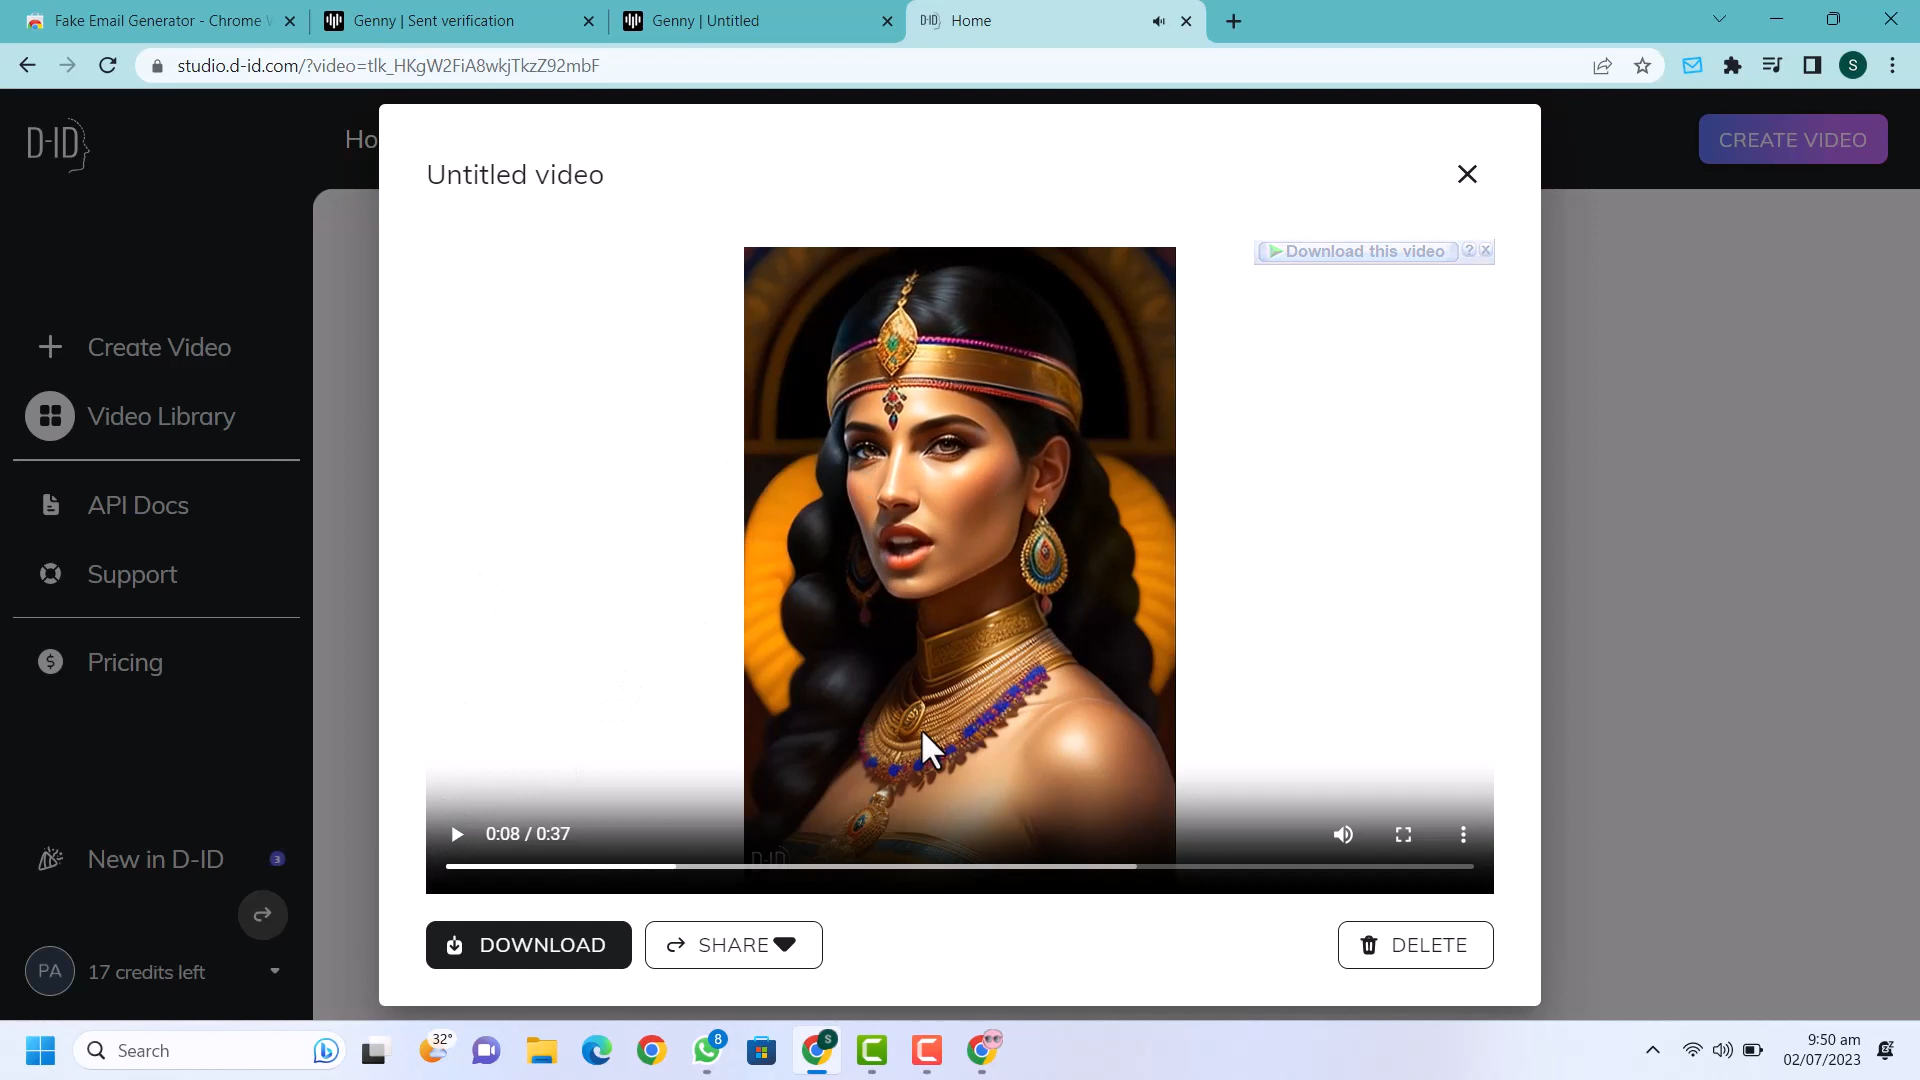 Fake Email Generator - Chrome W
Genny | Sent verification
Genny | Untitled
D-ID Home
studio.d-id.com/?video=tlk_HKgW2FiA8wkjTkzZ92mbF
S
D-ID
Ho
CREATE VIDEO
Untitled video
Download this video ? x
Create Video
Video Library
API Docs
Support
Pricing
New in D-ID 3
PA 17 credits left
0:08 / 0:37
D-ID
DOWNLOAD
SHARE
DELETE
Search
32°
8
S
9:50 am
02/07/2023